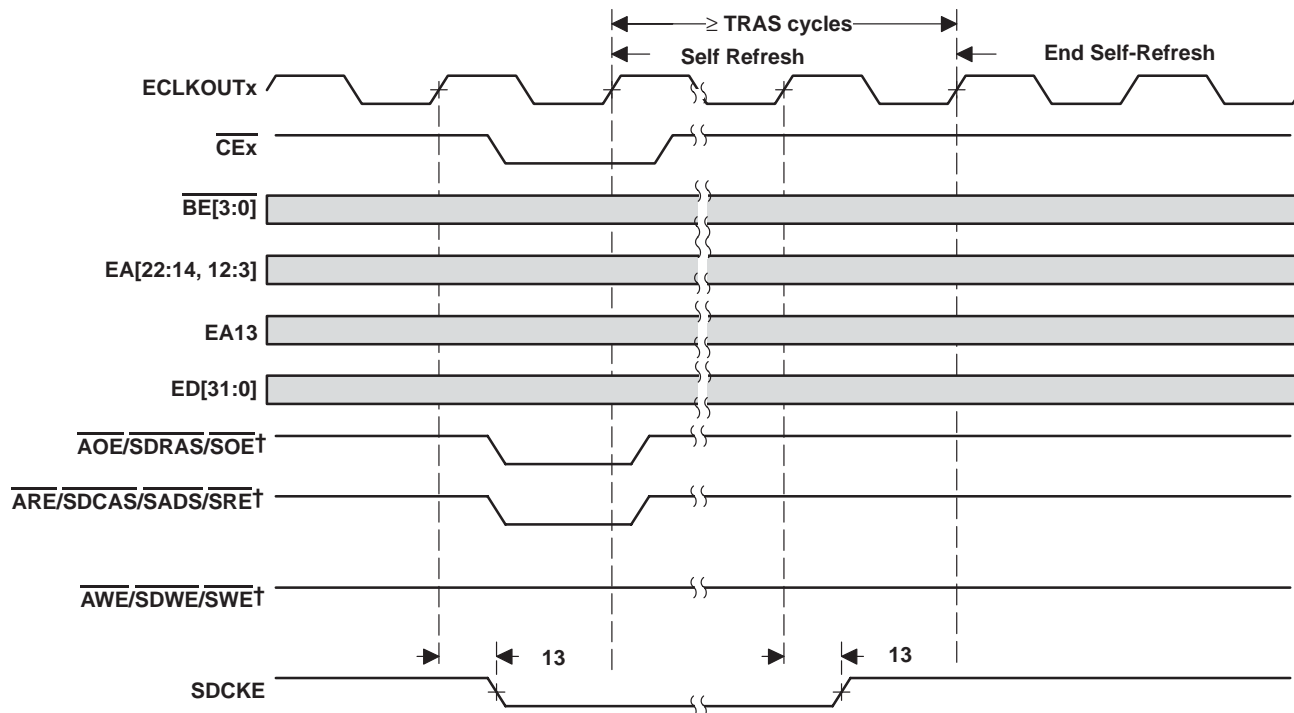 ≥ TRAS cycles
Self Refresh
End Self-Refresh
ECLKOUTx
CEx
BE[3:0]
EA[22:14, 12:3]
EA13
ED[31:0]
AOE/SDRAS/SOE†
ARE/SDCAS/SADS/SRE†
AWE/SDWE/SWE†
13
13
SDCKE